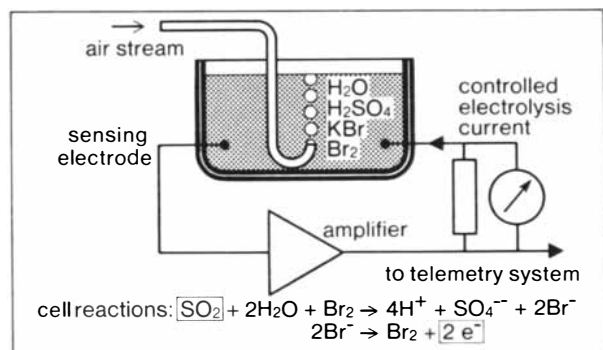 air stream
H₂O
H₂SO₄
KBr
Br₂
controlled
electrolysis
current
sensing
electrode
amplifier
to telemetry system
cell reactions: SO₂ + 2H₂O + Br₂ → 4H⁺ + SO₄⁻⁻ + 2Br⁻
2Br⁻ → Br₂ + 2 e⁻